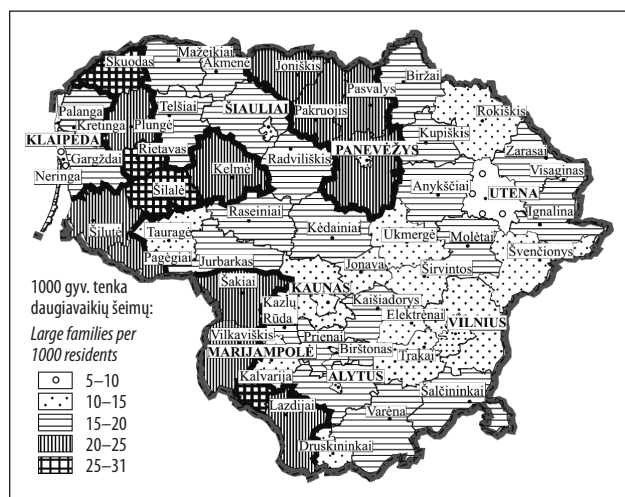 Skuodas
Mažeikiai
Akmenė
Joniškis
Pasvalys
Biržai
Palanga
Telšiai
ŠIAULIAI
Pakruojis
Rokiškis
Kretinga
Plungė
Kupiškis
KLAIPĖDA
Rietavas
Radviliškis
PANEVĖŽYS
Zarasai
Gargždai
Kelmė
Visaginas
Neringa
Šilalė
Anykščiai
UTENA
Raseiniai
Ignalina
Šilutė
Tauragė
Kėdainiai
Ukmergė
Molėtai
Švenčionys
Pagėgiai
Jurbarkas
Jonava
Širvintos
Šakiai
KAUNAS
Kazlų
Rūda
Kaišiadorys
Elektrėnai
VILNIUS
Vilkaviškis
Prienai
MARIJAMPOLĖ
Birštonas
Trakai
Kalvarija
ALYTUS
Šalčininkai
Lazdijai
Varėna
Druskininkai
1000 gyv. tenka
daugiavaikių šeimų:
Large families per
1000 residents
5–10
10–15
15–20
20–25
25–31